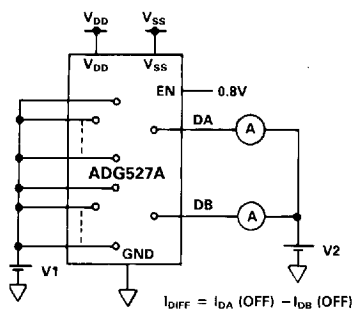 VDD VSS
VDD VSS
EN 0.8V
DA A
ADG527A
DB A
GND
V1 V2
IDIFF = IDA (OFF) – IDB (OFF)